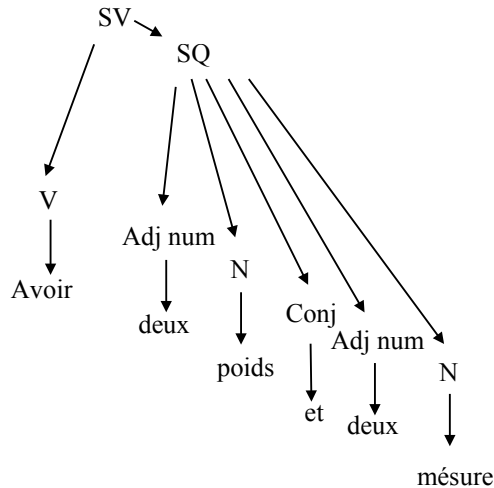 SV
SQ
V
Adj num
N
Avoir
Conj
deux
Adj num
poids
N
et
deux
mésure